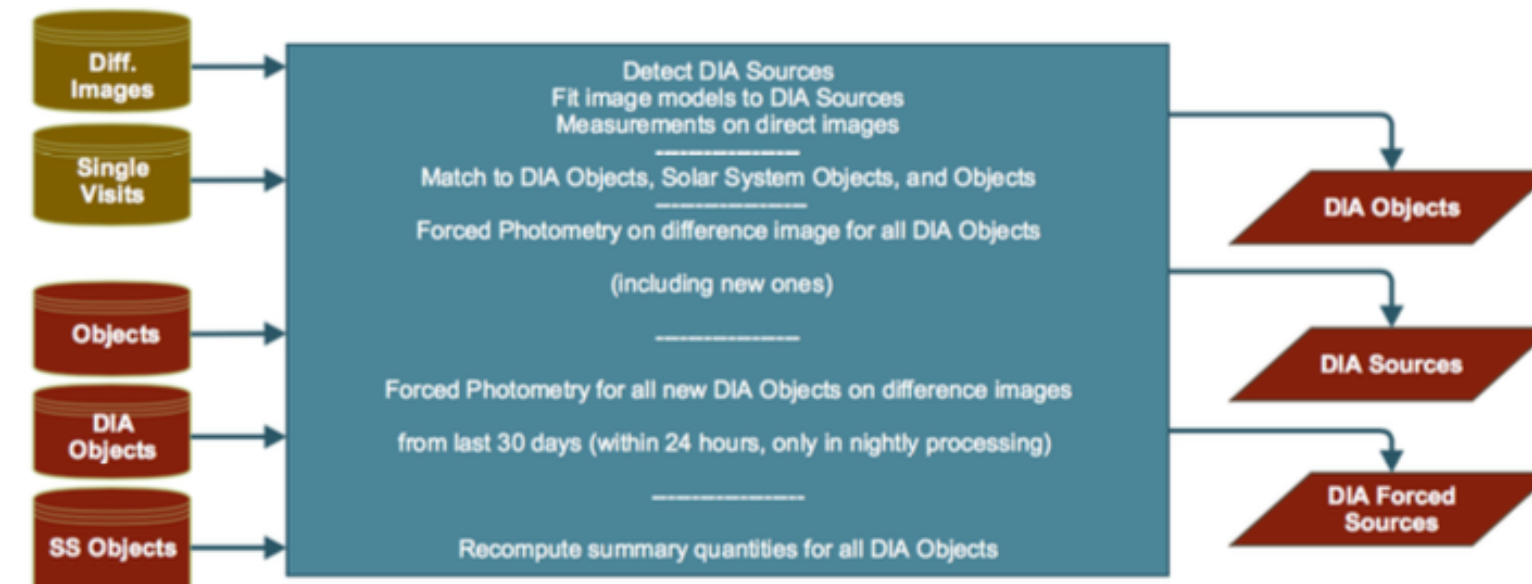 Diff.
Images
Single
Visits
Objects
DIA
Objects
SS Objects
Detect DIA Sources
Fit image models to DIA Sources
Measurements on direct images
--------------------
Match to DIA Objects, Solar System Objects, and Objects
---------------------
Forced Photometry on difference image for all DIA Objects
(including new ones)
--------------------
Forced Photometry for all new DIA Objects on difference images
from last 30 days (within 24 hours, only in nightly processing)
---------------------
Recompute summary quantities for all DIA Objects
DIA Objects
DIA Sources
DIA Forced
Sources